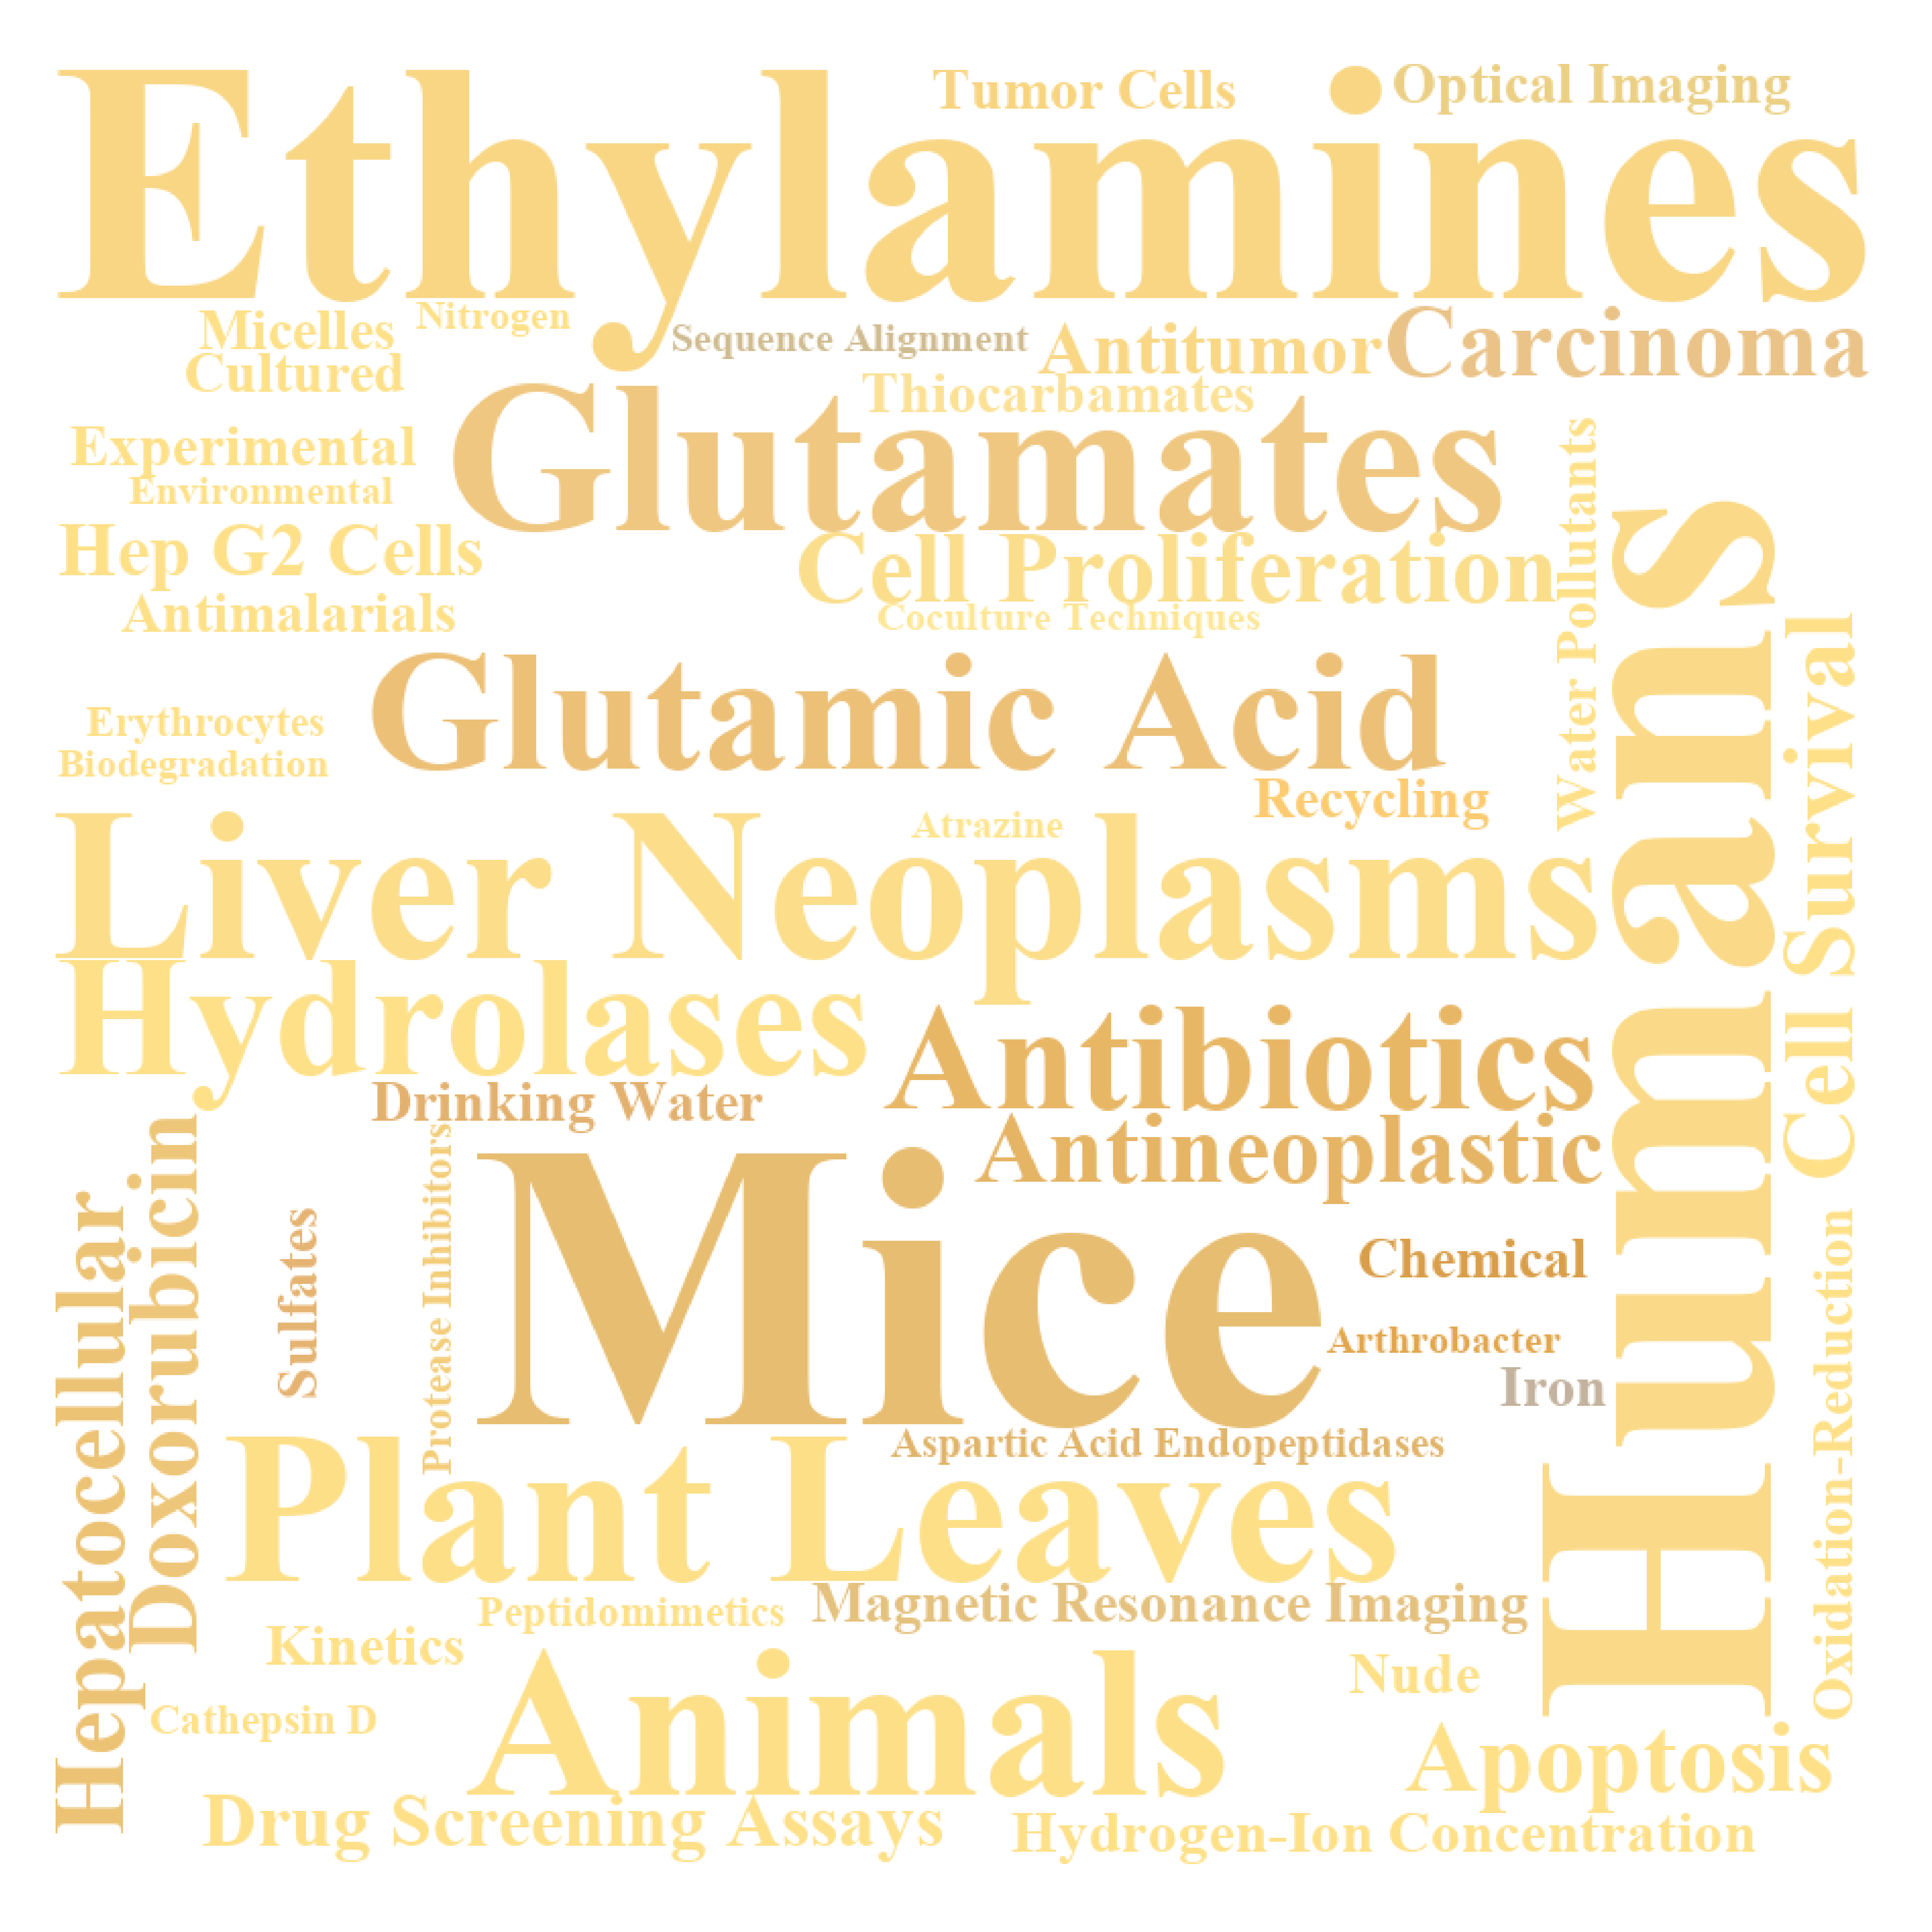 Tumor Cells
Optical Imaging
Ethylamines
Micelles
Nitrogen
Sequence Alignment
Antitumor
Carcinoma
Cultured
Thiocarbamates
Experimental
Glutamates
Water Pollutants
Environmental
Hep G2 Cells
Cell Proliferation
Humans
Antimalarials
Coculture Techniques
Cell Survival
Glutamic Acid
Erythrocytes
Biodegradation
Recycling
Atrazine
Liver Neoplasms
Hydrolases
Antibiotics
Drinking Water
Antineoplastic
Hepatocellular
Doxorubicin
Sulfates
Protease Inhibitors
Mice
Chemical
Arthrobacter
Iron
Oxidation-Reduction
Aspartic Acid Endopeptidases
Plant Leaves
Peptidomimetics
Magnetic Resonance Imaging
Kinetics
Nude
Cathepsin D
Animals
Apoptosis
Drug Screening Assays
Hydrogen-Ion Concentration